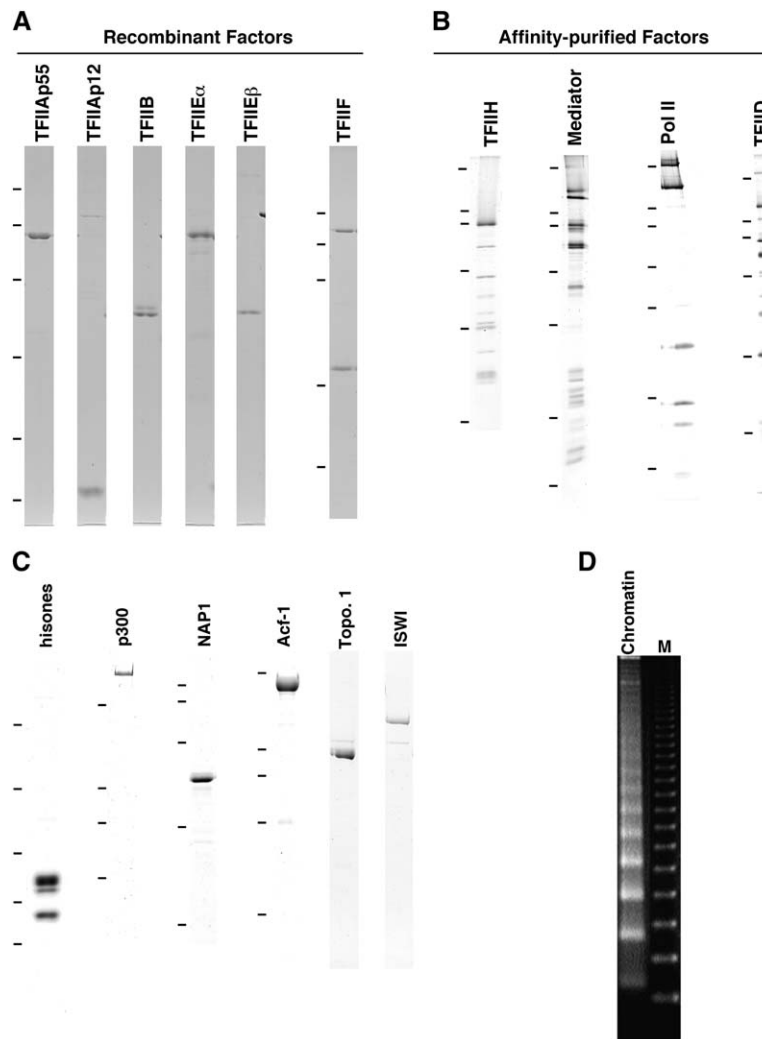 A
Recombinant Factors
TFIIAp55
TFIIAp12
TFIIB
TFIIEα
TFIIEβ
TFIIF
B
Affinity-purified Factors
TFIIH
Mediator
Pol II
TFIID
C
hisones
p300
NAP1
Acf-1
Topo. 1
ISWI
D
Chromatin
M